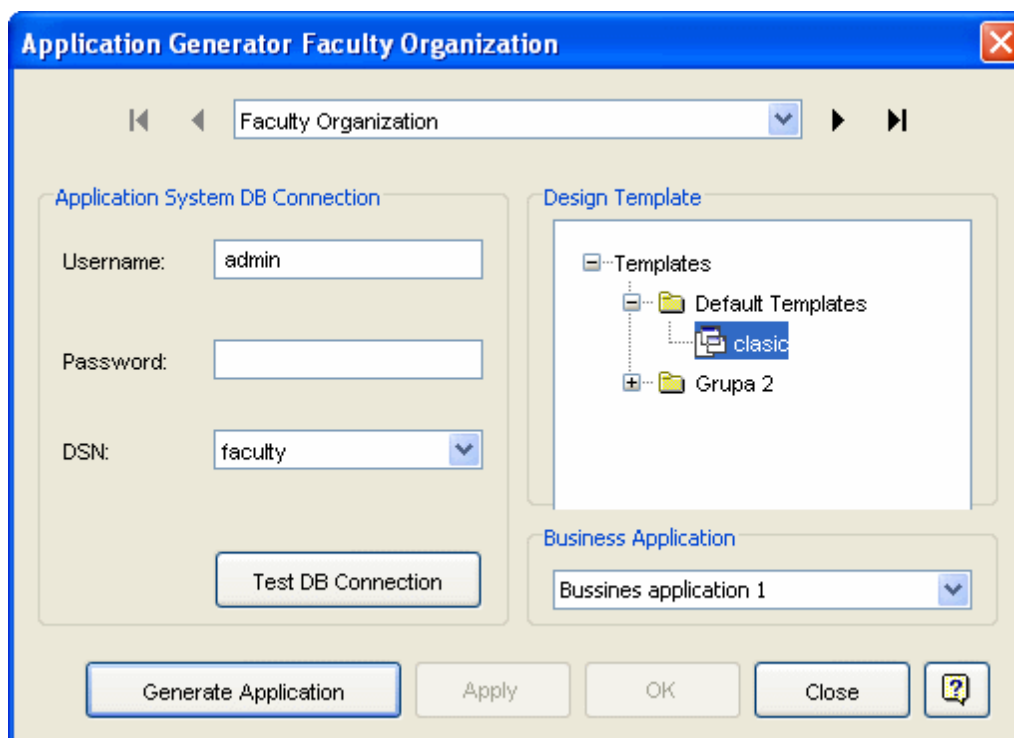 Application Generator Faculty Organization
Faculty Organization
Application System DB Connection
Username:
admin
Password:
DSN:
faculty
Test DB Connection
Design Template
Templates
Default Templates
clasic
Grupa 2
Business Application
Bussines application 1
Generate Application
Apply
OK
Close
?